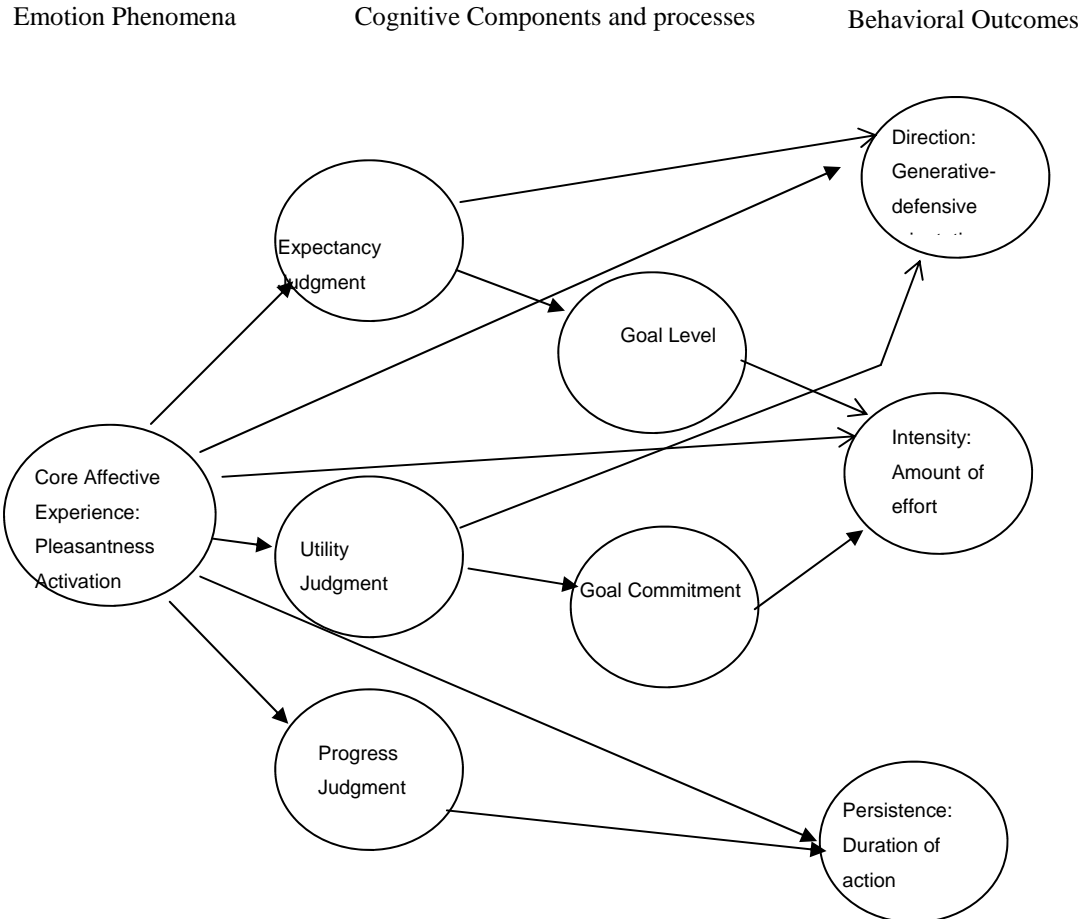 Emotion Phenomena
Cognitive Components and processes
Behavioral Outcomes
Direction:
Generative-
defensive
Expectancy
Judgment
Goal Level
Intensity:
Amount of
effort
Core Affective
Experience:
Pleasantness
Activation
Utility
Judgment
Goal Commitment
Progress
Judgment
Persistence:
Duration of
action